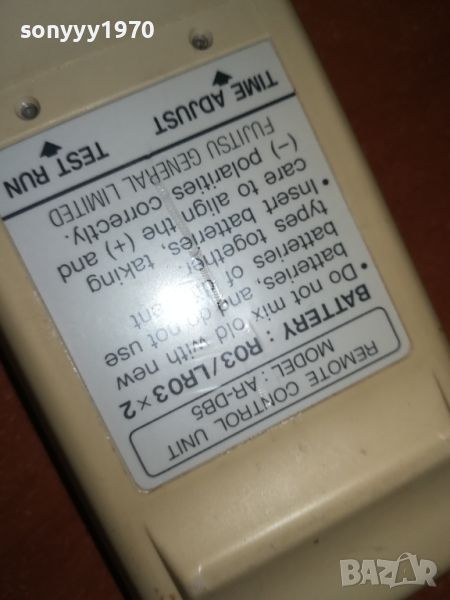 sonyyy1970
REMOTE CONTROL UNIT
MODEL : AR-DB5
BATTERY : R03/LR03×2
• Do not mix old with new
batteries, and do not use
batteries of different
types together.
• Insert batteries, taking
care to align the (+) and
(−) polarities correctly.
FUJITSU GENERAL LIMITED
TIME ADJUST
TEST RUN
BAZAR